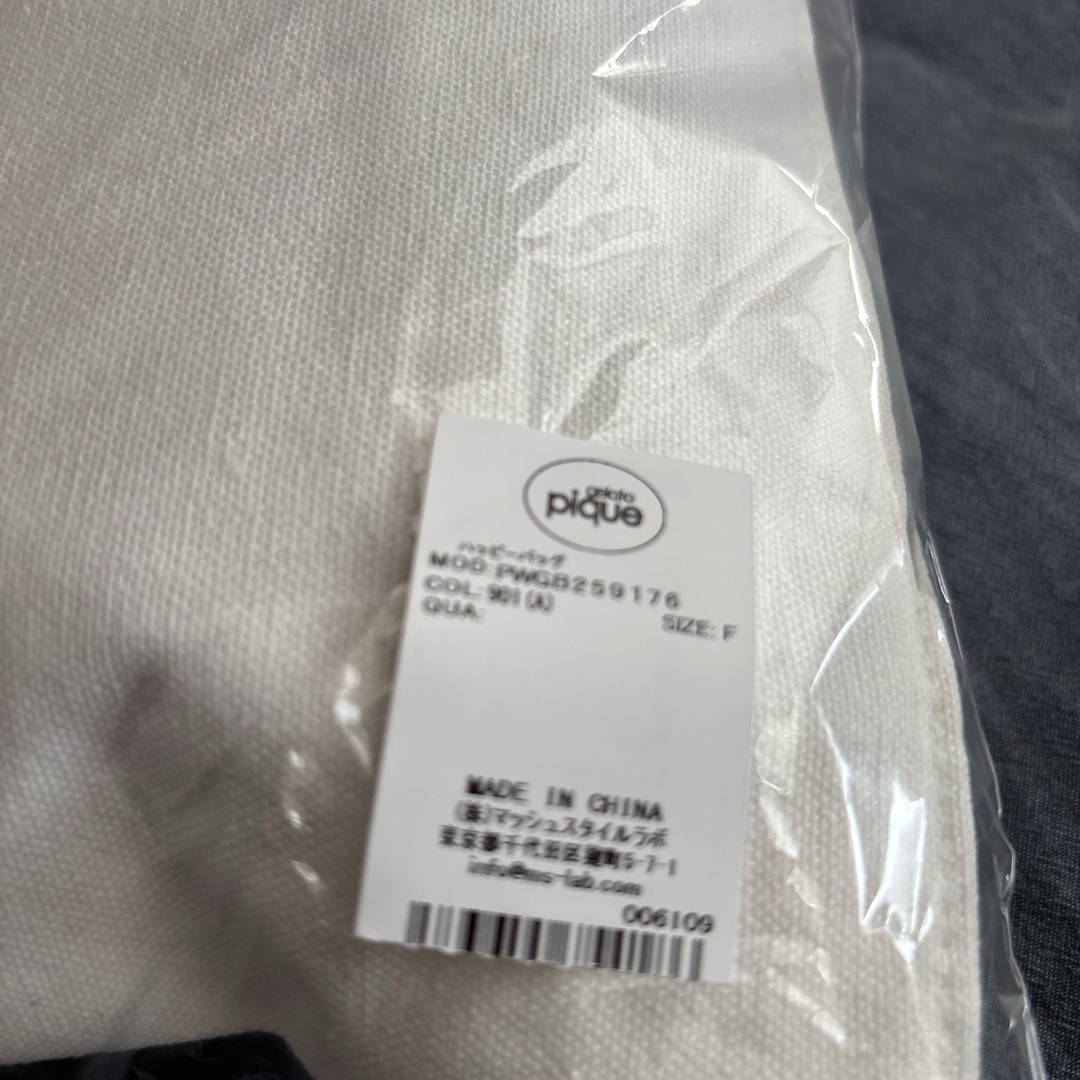 gelato
pique
ハッピーバッグ
MOD:PWGB259176
COL:901(A)
SIZE: F
QUA:
MADE IN CHINA
(株)マッシュスタイルラボ
東京都千代田区麹町5-7-1
info@ms-lab.com
006109